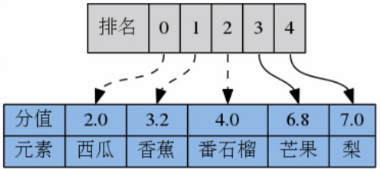 排名 0 1 2 3 4
分值 2.0 3.2 4.0 6.8 7.0
元素 西瓜 香蕉 番石榴 芒果 梨